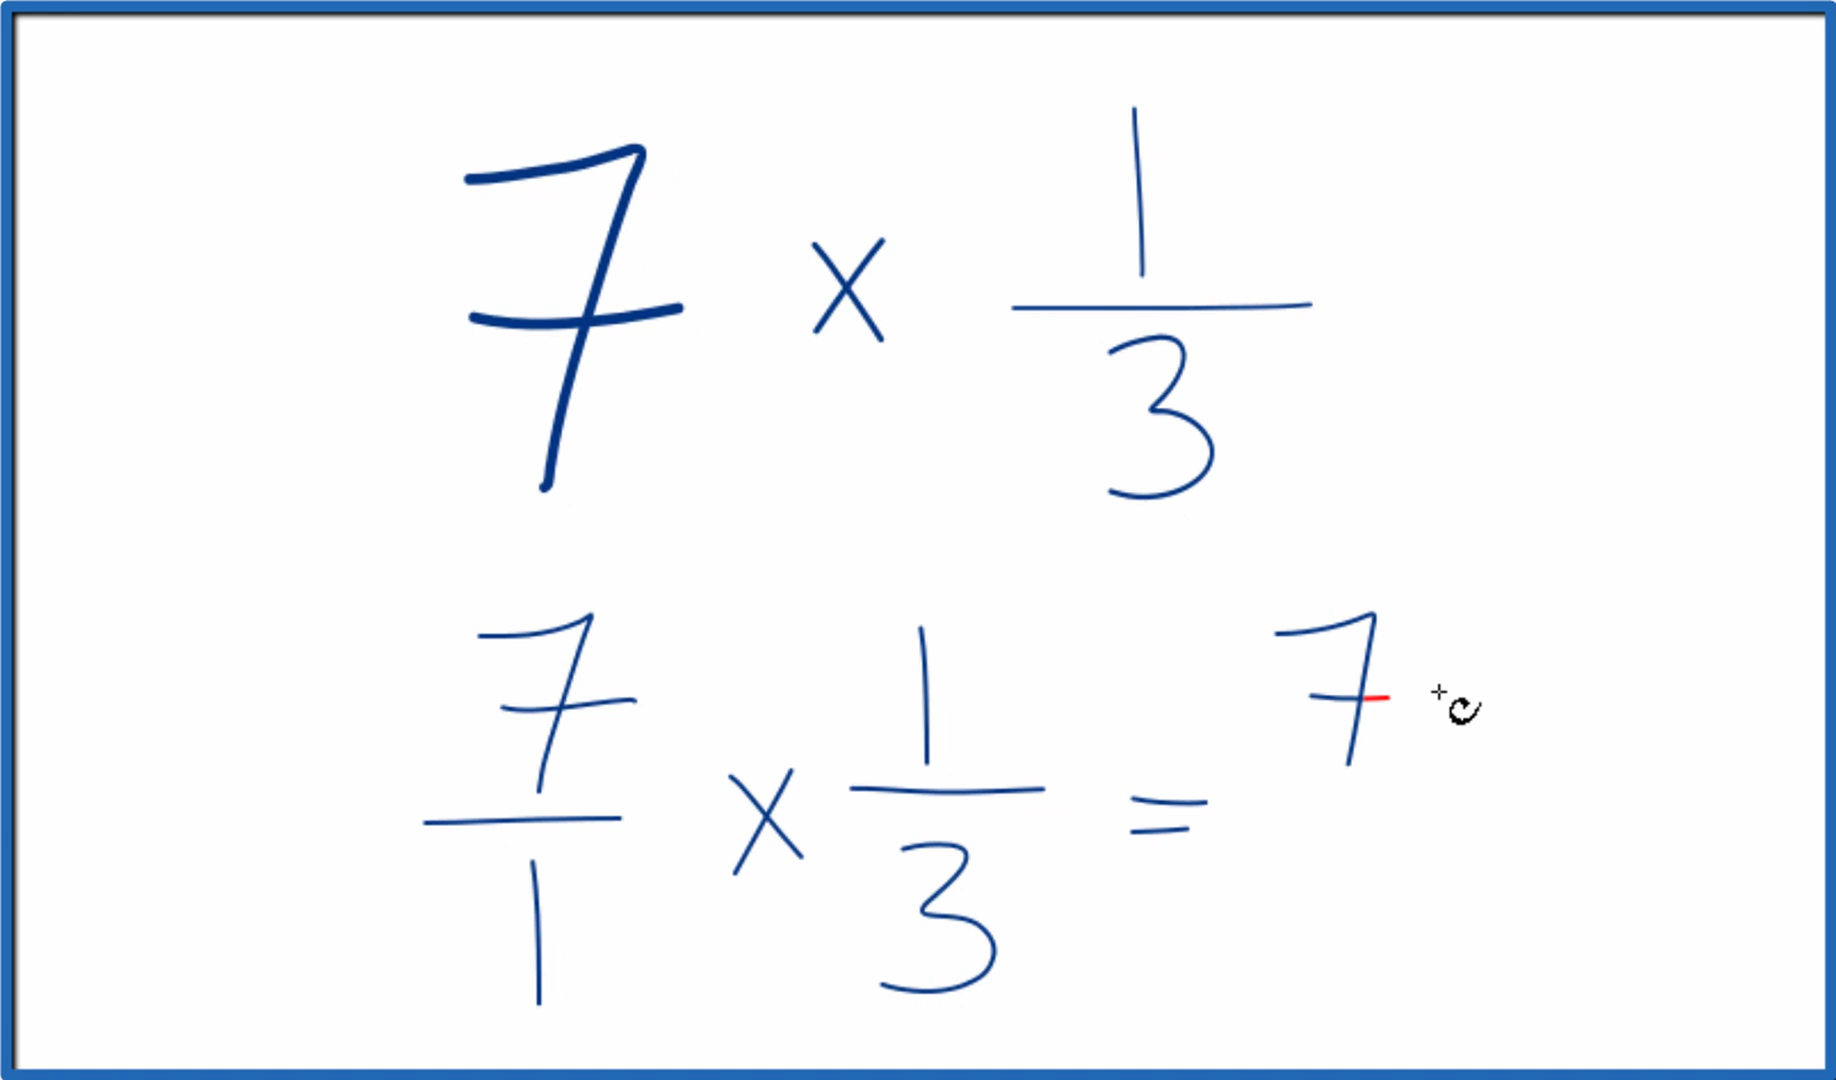 7 x 1/3
7/1 x 1/3 = 7